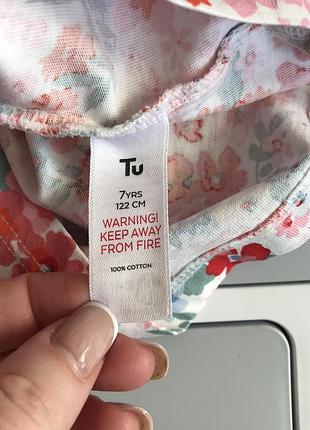 Tu
7YRS
122 CM
WARNING!
KEEP AWAY
FROM FIRE
100% COTTON